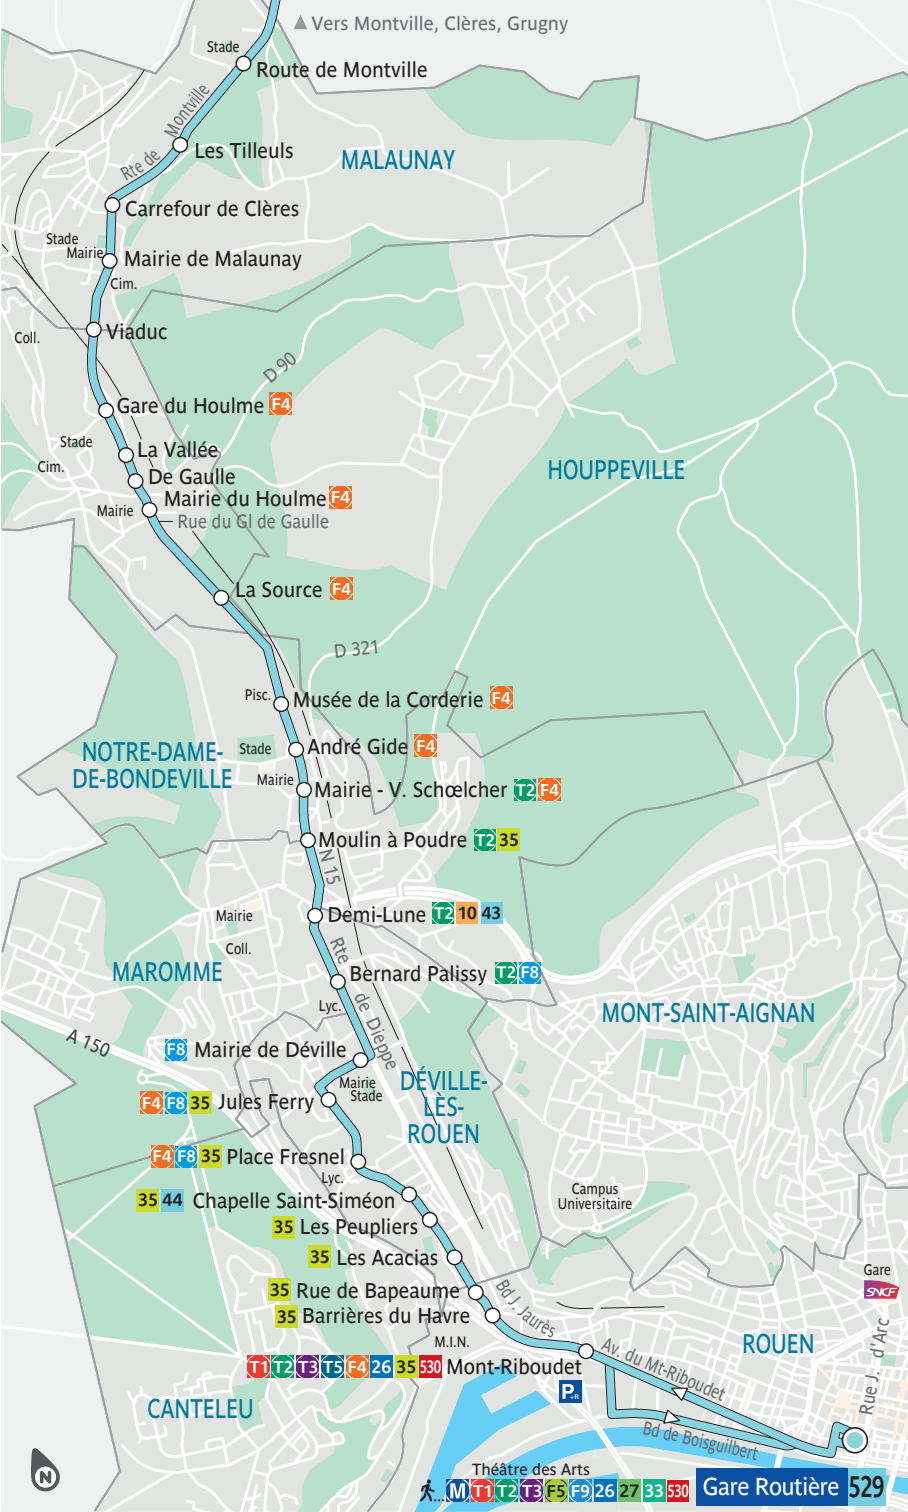 Vers Montville, Clères, Grugny
Stade
Route de Montville
Rte de Montville
Les Tilleuls
MALAUNAY
Carrefour de Clères
Stade
Mairie
Mairie de Malaunay
Cim.
Viaduc
Coll.
D 90
Gare du Houlme F4
Stade
La Vallée
Cim.
De Gaulle
HOUPPEVILLE
Mairie du Houlme F4
Mairie
Rue du Gl de Gaulle
La Source F4
D 321
Pisc.
Musée de la Corderie F4
NOTRE-DAME-
DE-BONDEVILLE
Stade
André Gide F4
Mairie
Mairie - V. Schœlcher T2 F4
Moulin à Poudre T2 35
N 15
Mairie
Demi-Lune T2 10 43
Coll.
Rte de Dieppe
MAROMME
Bernard Palissy T2 F8
Lyc.
MONT-SAINT-AIGNAN
A 150
F8 Mairie de Déville
Mairie
Stade
DÉVILLE-
LÈS-
ROUEN
F4 F8 35 Jules Ferry
F4 F8 35 Place Fresnel
Lyc.
35 44 Chapelle Saint-Siméon
Campus
Universitaire
35 Les Peupliers
35 Les Acacias
Gare
SNCF
35 Rue de Bapeaume
35 Barrières du Havre
Bd J. Jaurès
M.I.N.
ROUEN
Rue J. d'Arc
T1 T2 T3 T5 F4 26 35 530 Mont-Riboudet
Av. du Mt-Riboudet
P+R
CANTELEU
Bd de Boisguilbert
N
Théâtre des Arts
... M T1 T2 T3 F5 F9 26 27 33 530 Gare Routière 529